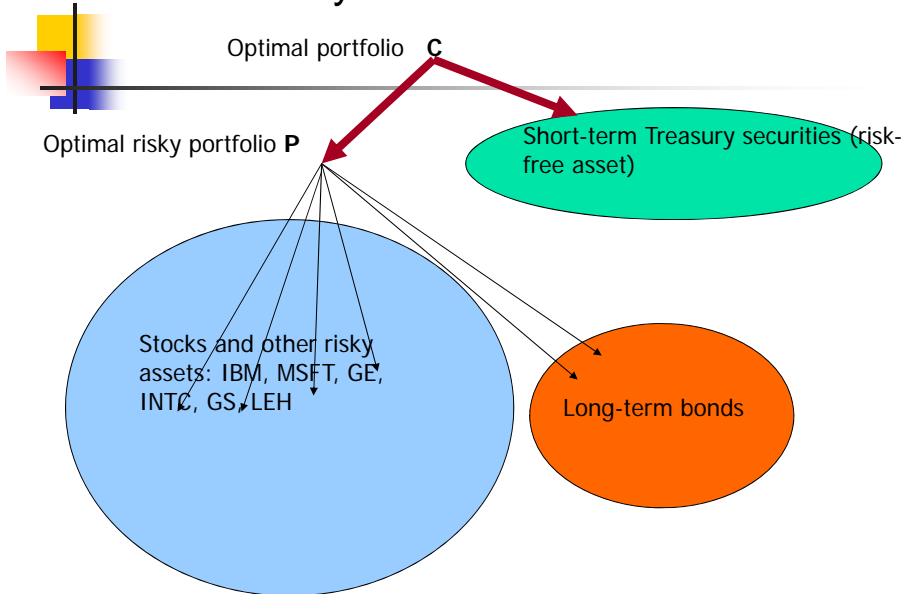 Optimal portfolio C
Optimal risky portfolio P
Short-term Treasury securities (risk-
free asset)
Stocks and other risky
assets: IBM, MSFT, GE,
INTC, GS, LEH
Long-term bonds